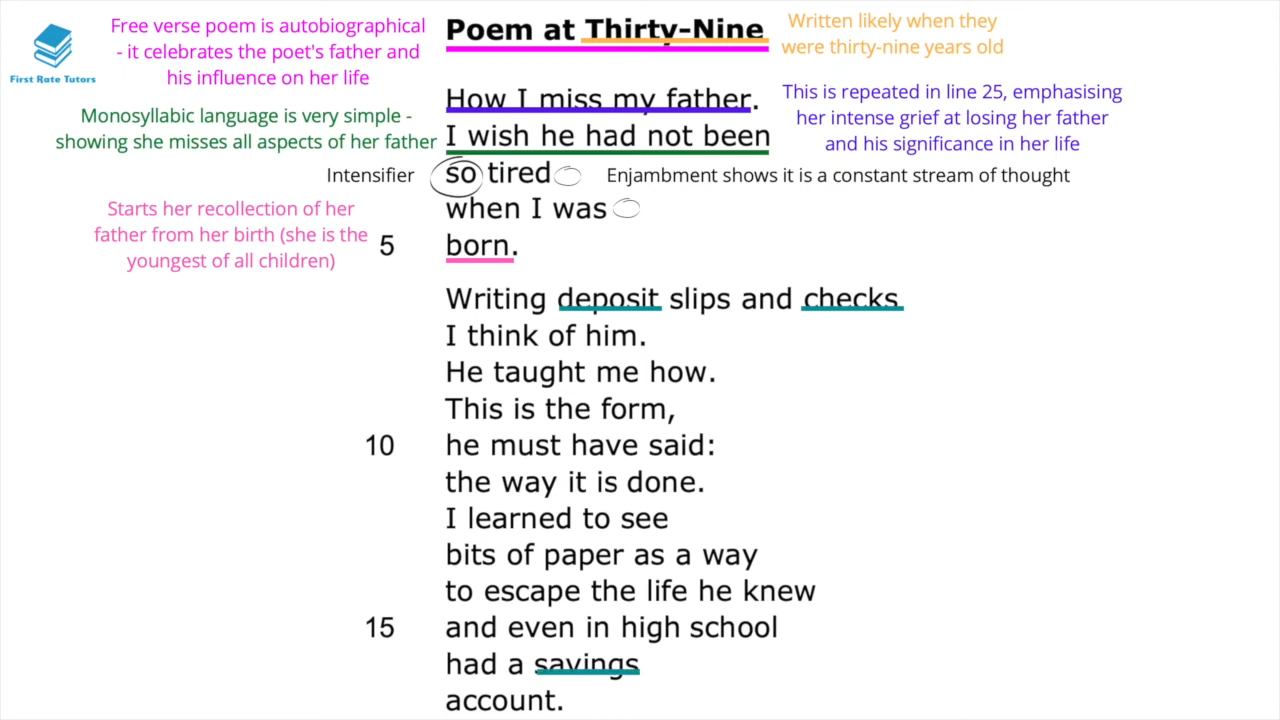 Free verse poem is autobiographical
- it celebrates the poet's father and
his influence on her life
First Rate Tutors
Poem at Thirty-Nine
Written likely when they
were thirty-nine years old
How I miss my father.
This is repeated in line 25, emphasising
her intense grief at losing her father
and his significance in her life
Monosyllabic language is very simple -
showing she misses all aspects of her father
I wish he had not been
Intensifier
so tired
Enjambment shows it is a constant stream of thought
when I was
Starts her recollection of her
father from her birth (she is the
youngest of all children)
5 born.
Writing deposit slips and checks
I think of him.
He taught me how.
This is the form,
10 he must have said:
the way it is done.
I learned to see
bits of paper as a way
to escape the life he knew
15 and even in high school
had a savings
account.